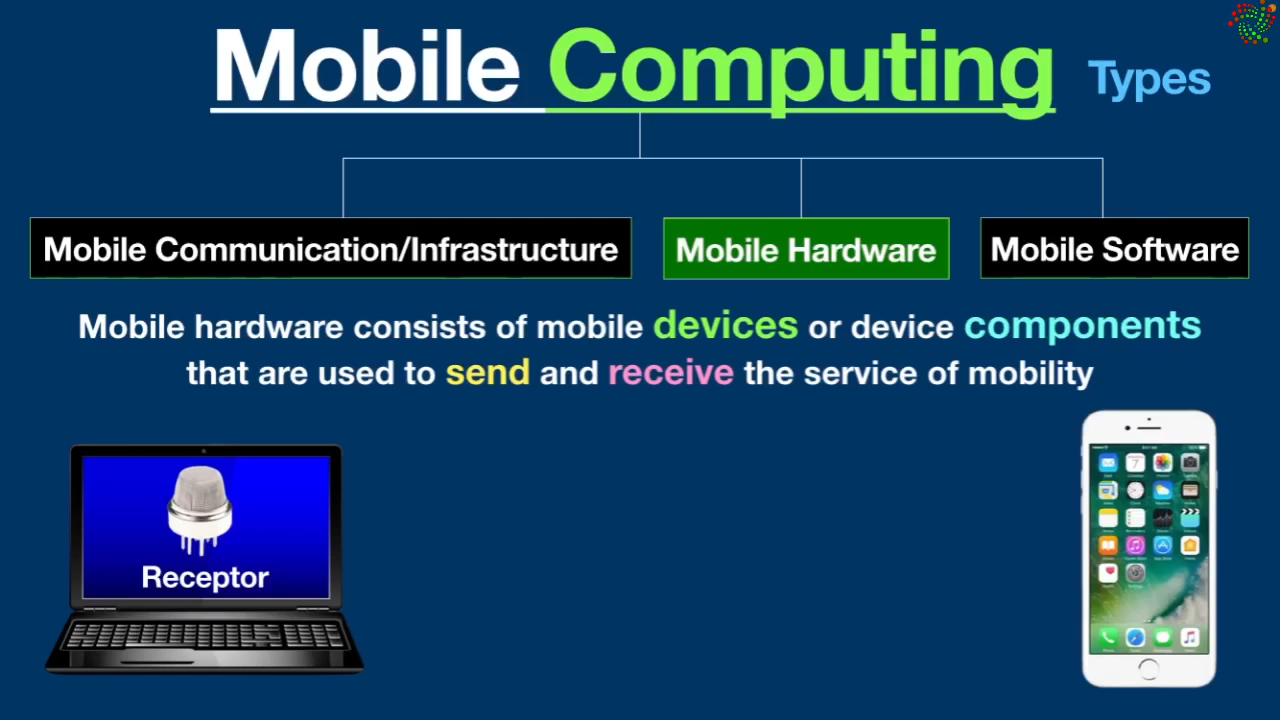 Mobile Computing Types
Mobile Communication/Infrastructure
Mobile Hardware
Mobile Software
Mobile hardware consists of mobile devices or device components
that are used to send and receive the service of mobility
Receptor